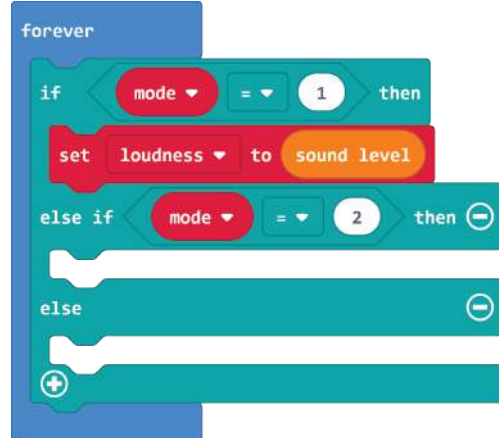 forever
if mode = 1 then
set loudness to sound level
else if mode = 2 then
else